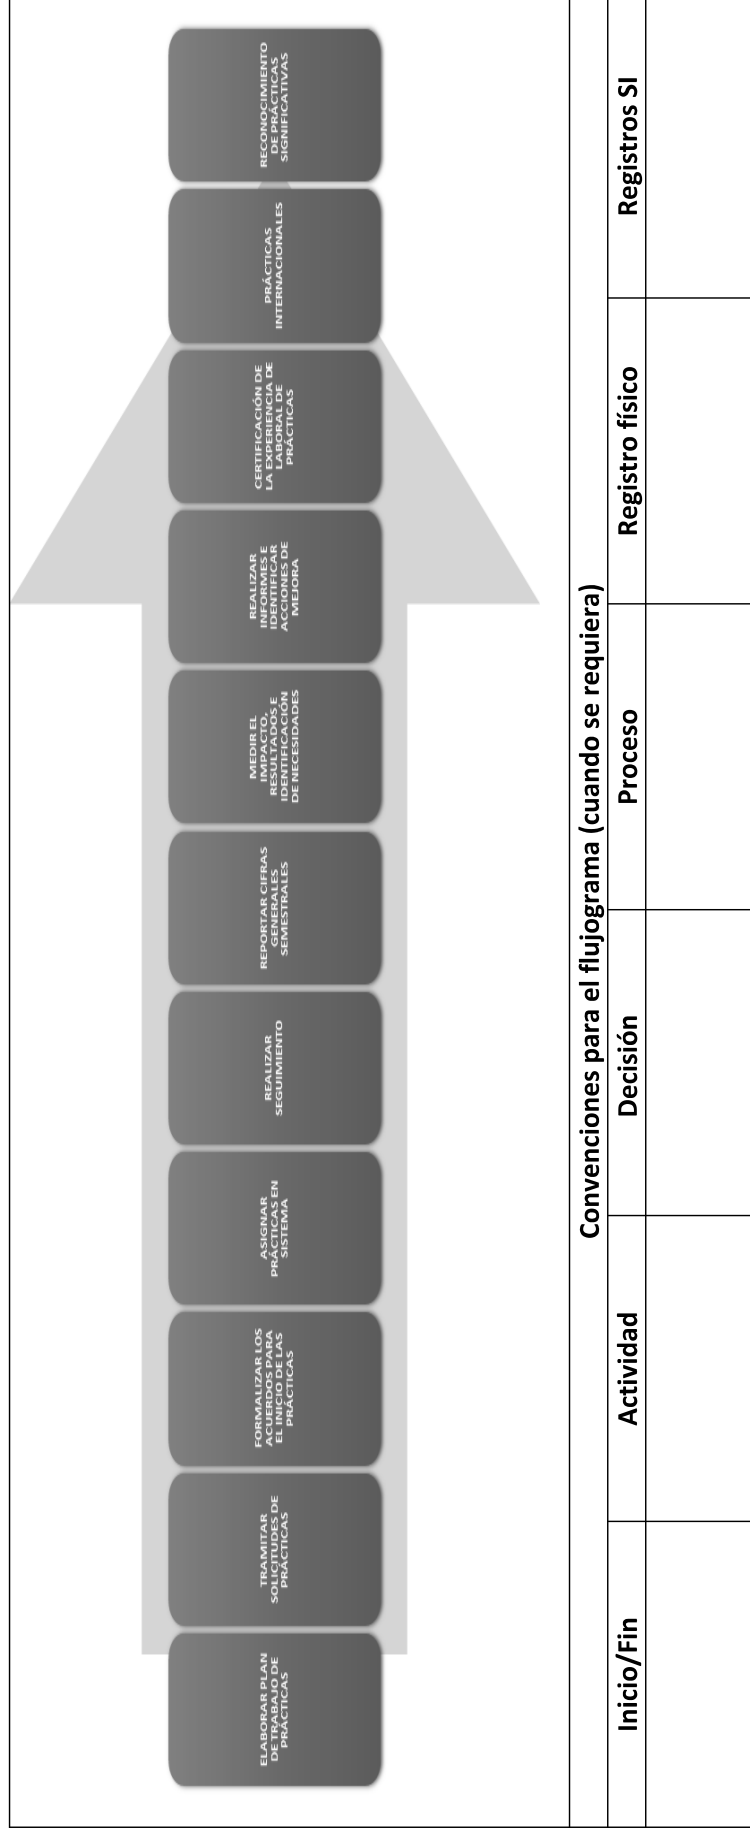 ELABORAR PLAN
DE TRABAJO DE
PRÁCTICAS
TRAMITAR
SOLICITUDES DE
PRÁCTICAS
FORMALIZAR LOS
ACUERDOS PARA
EL INICIO DE LAS
PRÁCTICAS
ASIGNAR
PRÁCTICAS EN
SISTEMA
REALIZAR
SEGUIMIENTO
REPORTAR CIFRAS
GENERALES
SEMESTRALES
MEDIR EL
IMPACTO,
RESULTADOS E
IDENTIFICACIÓN
DE NECESIDADES
REALIZAR
INFORMES E
IDENTIFICAR
ACCIONES DE
MEJORA
CERTIFICACIÓN DE
LA EXPERIENCIA DE
LABORAL DE
PRÁCTICAS
PRÁCTICAS
INTERNACIONALES
RECONOCIMIENTO
DE PRÁCTICAS
SIGNIFICATIVAS
Convenciones para el flujograma (cuando se requiera)
Inicio/Fin
Actividad
Decisión
Proceso
Registro físico
Registros SI